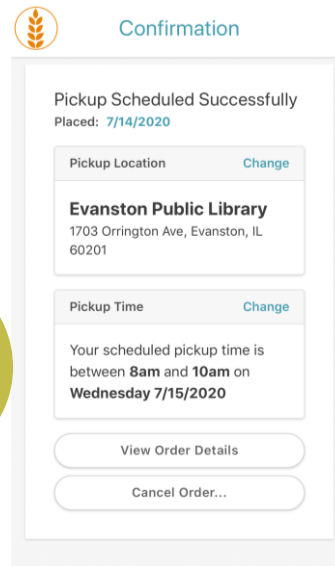 Confirmation
Pickup Scheduled Successfully
Placed: 7/14/2020
Pickup Location Change
Evanston Public Library
1703 Orrington Ave, Evanston, IL
60201
Pickup Time Change
Your scheduled pickup time is
between 8am and 10am on
Wednesday 7/15/2020
View Order Details
Cancel Order...